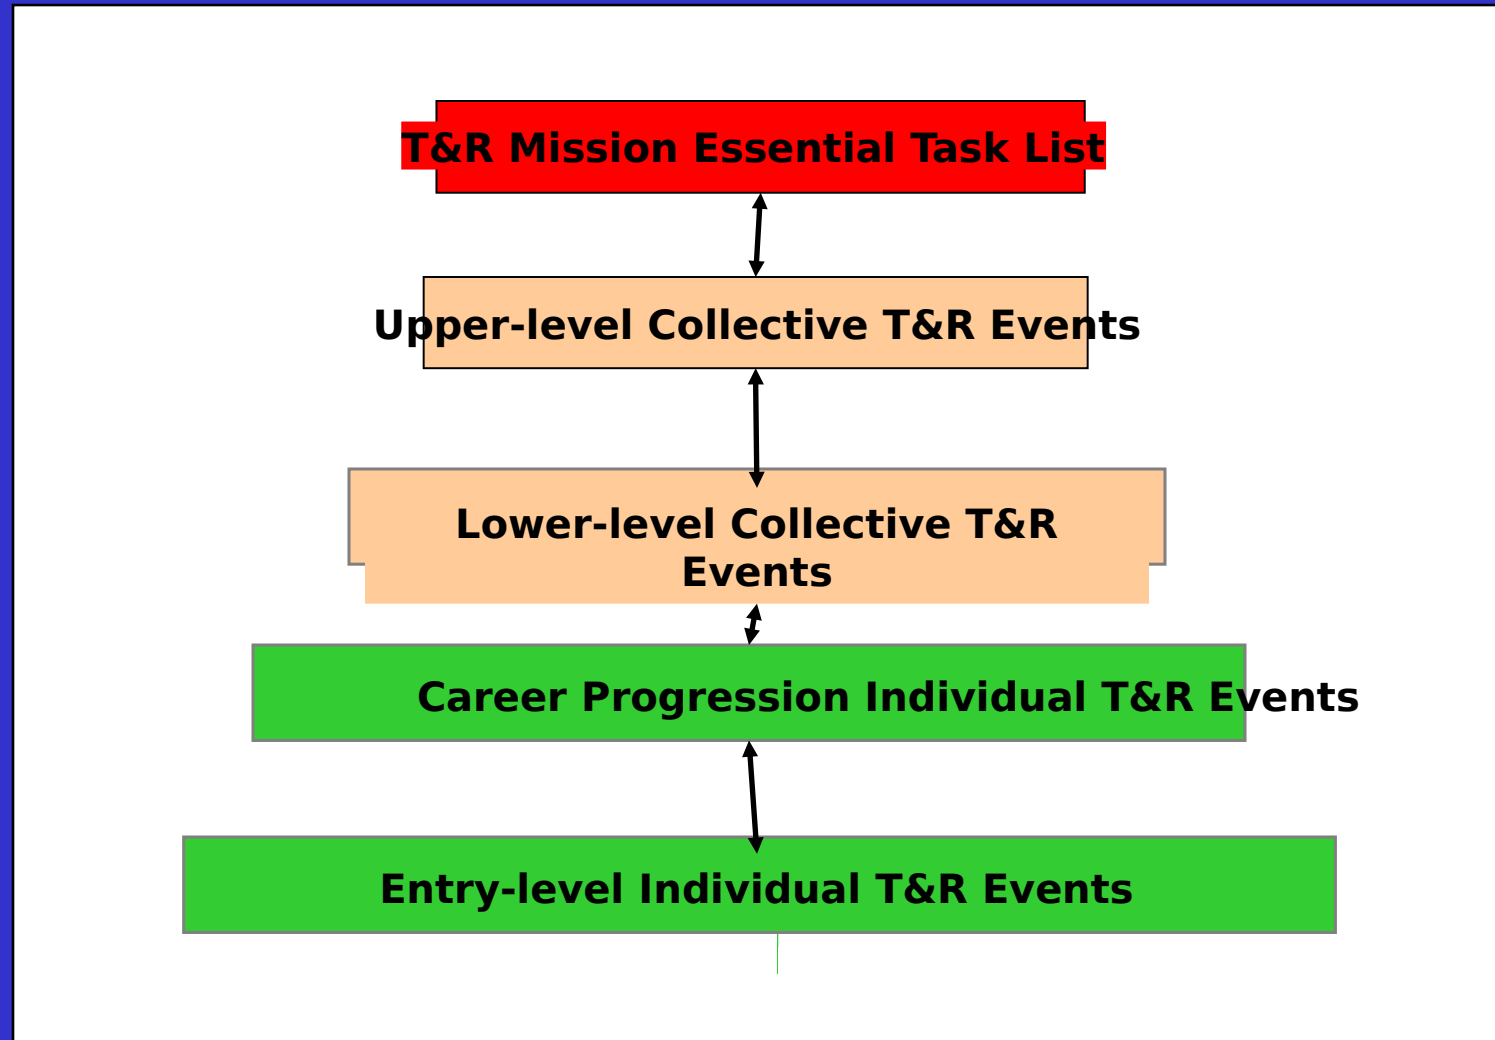 T&R Mission Essential Task List
Upper-level Collective T&R Events
Lower-level Collective T&R
Events
Career Progression Individual T&R Events
Entry-level Individual T&R Events